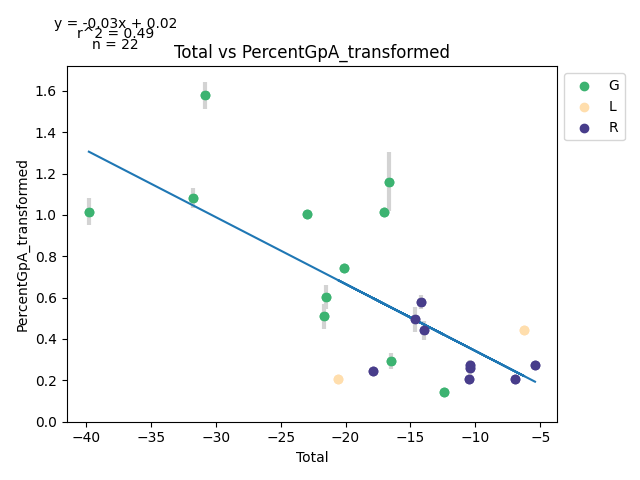 y = -0.03x + 0.02
r^2 = 0.49
n = 22
Total vs PercentGpA_transformed
G
L
R
PercentGpA_transformed
1.6
1.4
1.2
1.0
0.8
0.6
0.4
0.2
0.0
−40 −35 −30 −25 −20 −15 −10 −5
Total